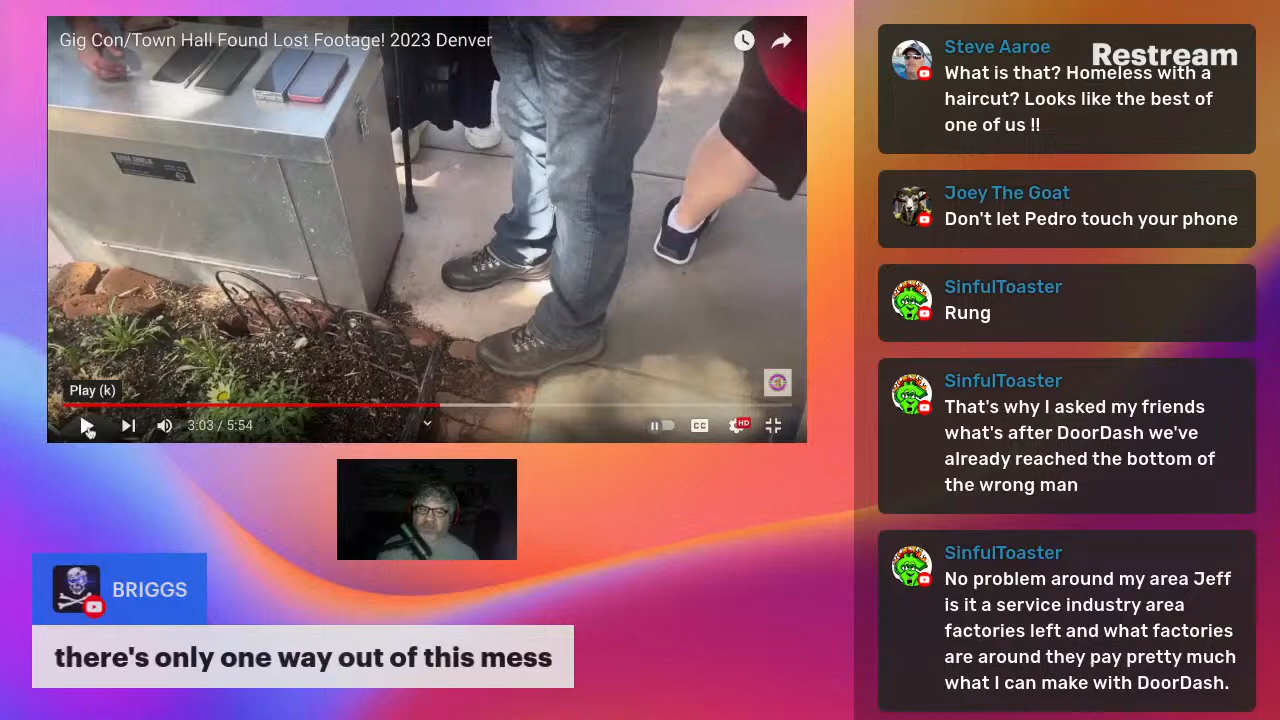 Gig Con/Town Hall Found Lost Footage! 2023 Denver
Play (k)
3:03 / 5:54
CC
HD
BRIGGS
there's only one way out of this mess
Restream
Steve Aaroe
What is that? Homeless with a
haircut? Looks like the best of
one of us !!
Joey The Goat
Don't let Pedro touch your phone
SinfulToaster
Rung
SinfulToaster
That's why I asked my friends
what's after DoorDash we've
already reached the bottom of
the wrong man
SinfulToaster
No problem around my area Jeff
is it a service industry area
factories left and what factories
are around they pay pretty much
what I can make with DoorDash.